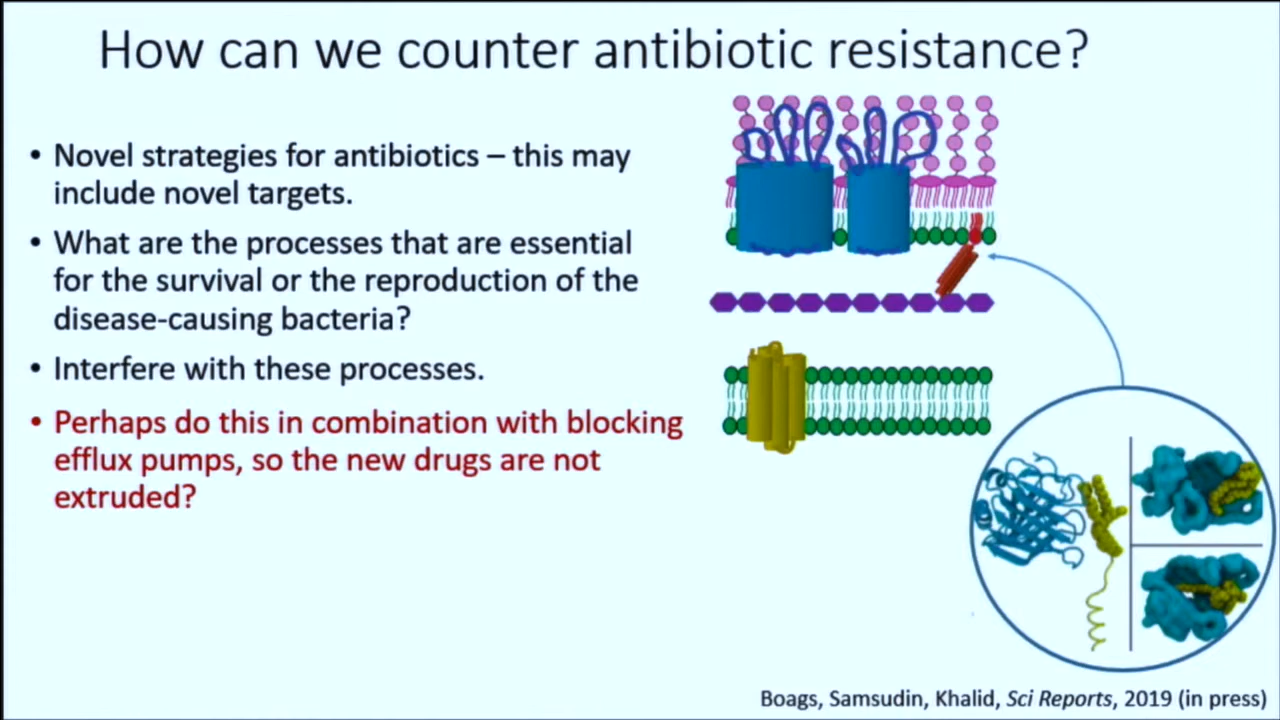 How can we counter antibiotic resistance?
• Novel strategies for antibiotics – this may
include novel targets.
• What are the processes that are essential
for the survival or the reproduction of the
disease-causing bacteria?
• Interfere with these processes.
• Perhaps do this in combination with blocking
efflux pumps, so the new drugs are not
extruded?
Boags, Samsudin, Khalid, Sci Reports, 2019 (in press)